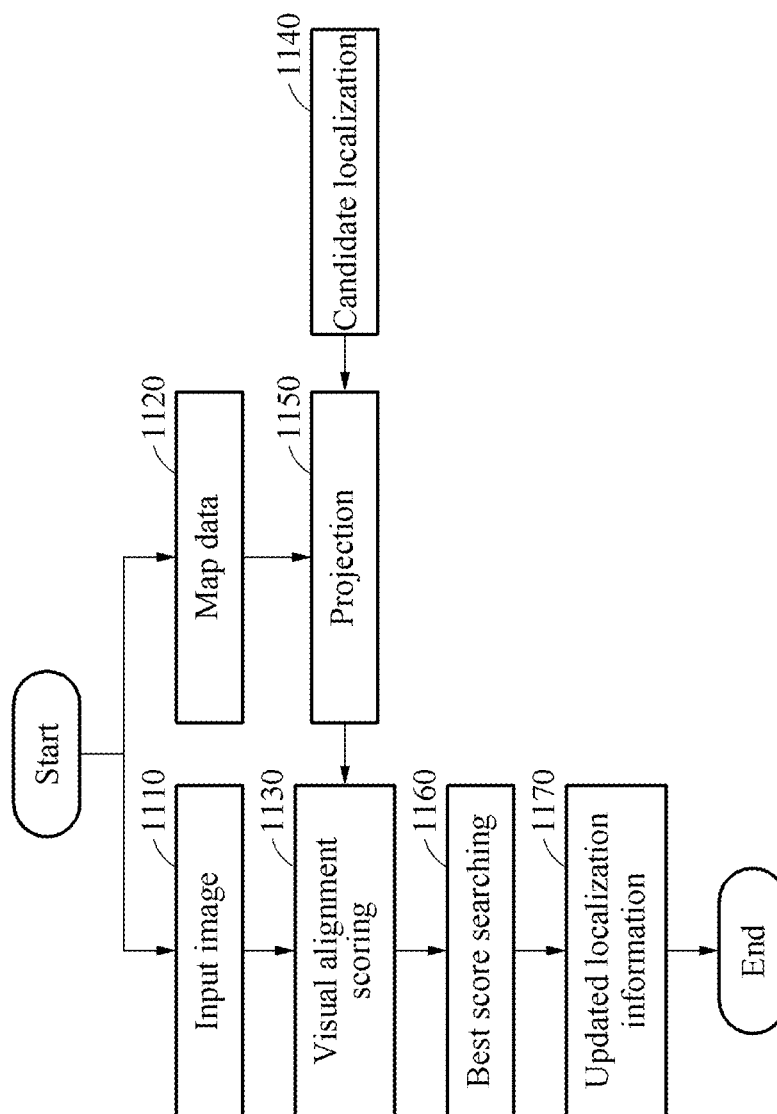 Start
1110
Input image
1120
Map data
1130
Visual alignment
scoring
1150
Projection
1140
Candidate localization
1160
Best score searching
1170
Updated localization
information
End